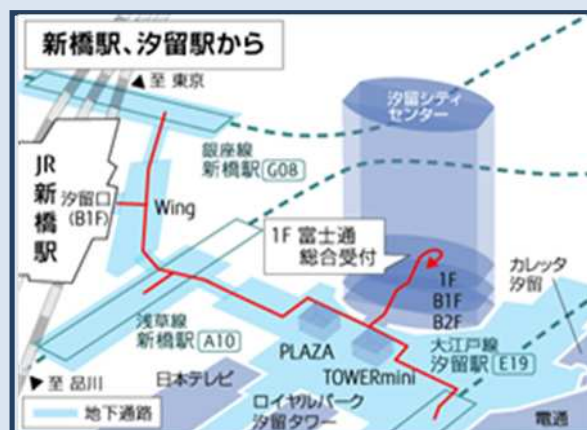 新橋駅、汐留駅から
▲至 東京
汐留シティ
センター
JR
新橋駅
汐留口
(B1F)
Wing
銀座線
新橋駅 G08
1F 富士通
総合受付
1F
B1F
B2F
カレッタ
汐留
浅草線
新橋駅 A10
PLAZA
TOWERmini
大江戸線
汐留駅 E19
▲至 品川
日本テレビ
ロイヤルパーク
汐留タワー
電通
地下通路